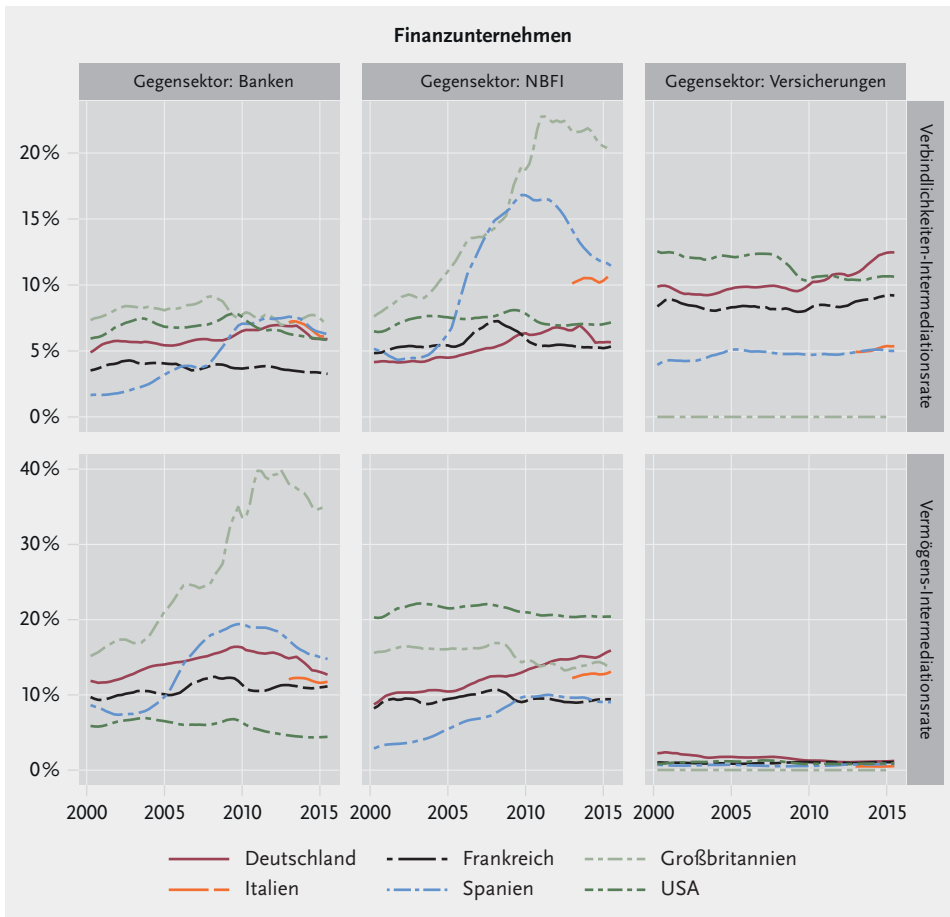 Finanzunternehmen
Gegensektor: Banken
Gegensektor: NBFI
Gegensektor: Versicherungen
20%
15%
10%
5%
0%
Verbindlichkeiten-Intermediationsrate
40%
30%
20%
10%
0%
Vermögens-Intermediationsrate
2000 2005 2010 2015
2000 2005 2010 2015
2000 2005 2010 2015
Deutschland
Frankreich
Großbritannien
Italien
Spanien
USA